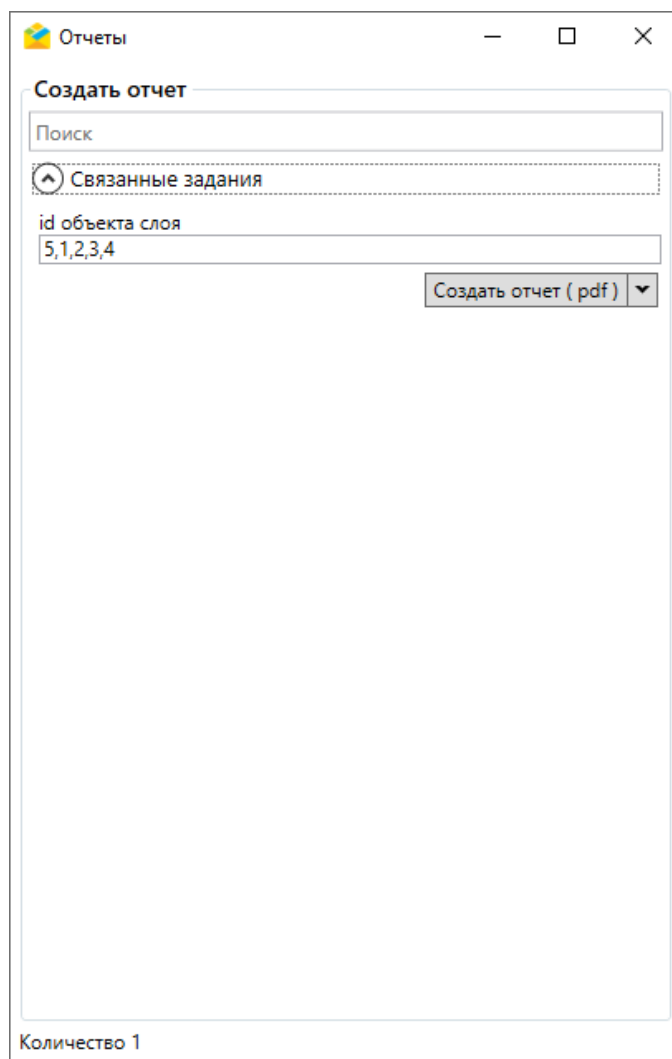 Отчеты
Создать отчет
Поиск
Связанные задания
id объекта слоя
5,1,2,3,4
Создать отчет ( pdf )
Количество 1